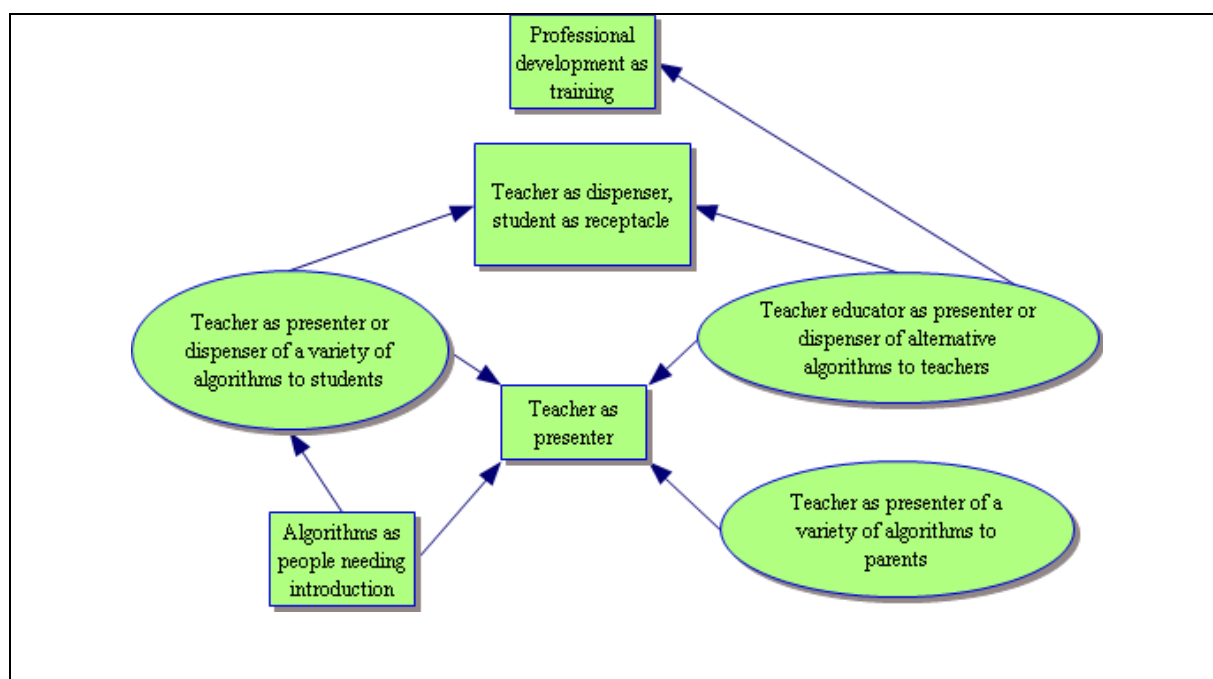 Professional
development as
training
Teacher as dispenser,
student as receptacle
Teacher as presenter or
dispenser of a variety of
algorithms to students
Teacher educator as presenter or
dispenser of alternative
algorithms to teachers
Teacher as
presenter
Algorithms as
people needing
introduction
Teacher as presenter of a
variety of algorithms to
parents